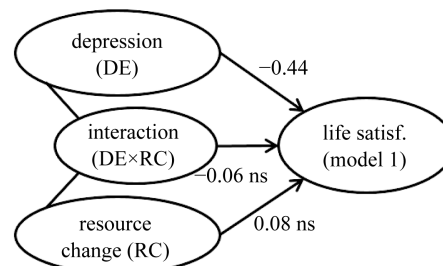 depression
(DE)
−0.44
interaction
(DE×RC)
−0.06 ns
life satisf.
(model 1)
resource
change (RC)
0.08 ns